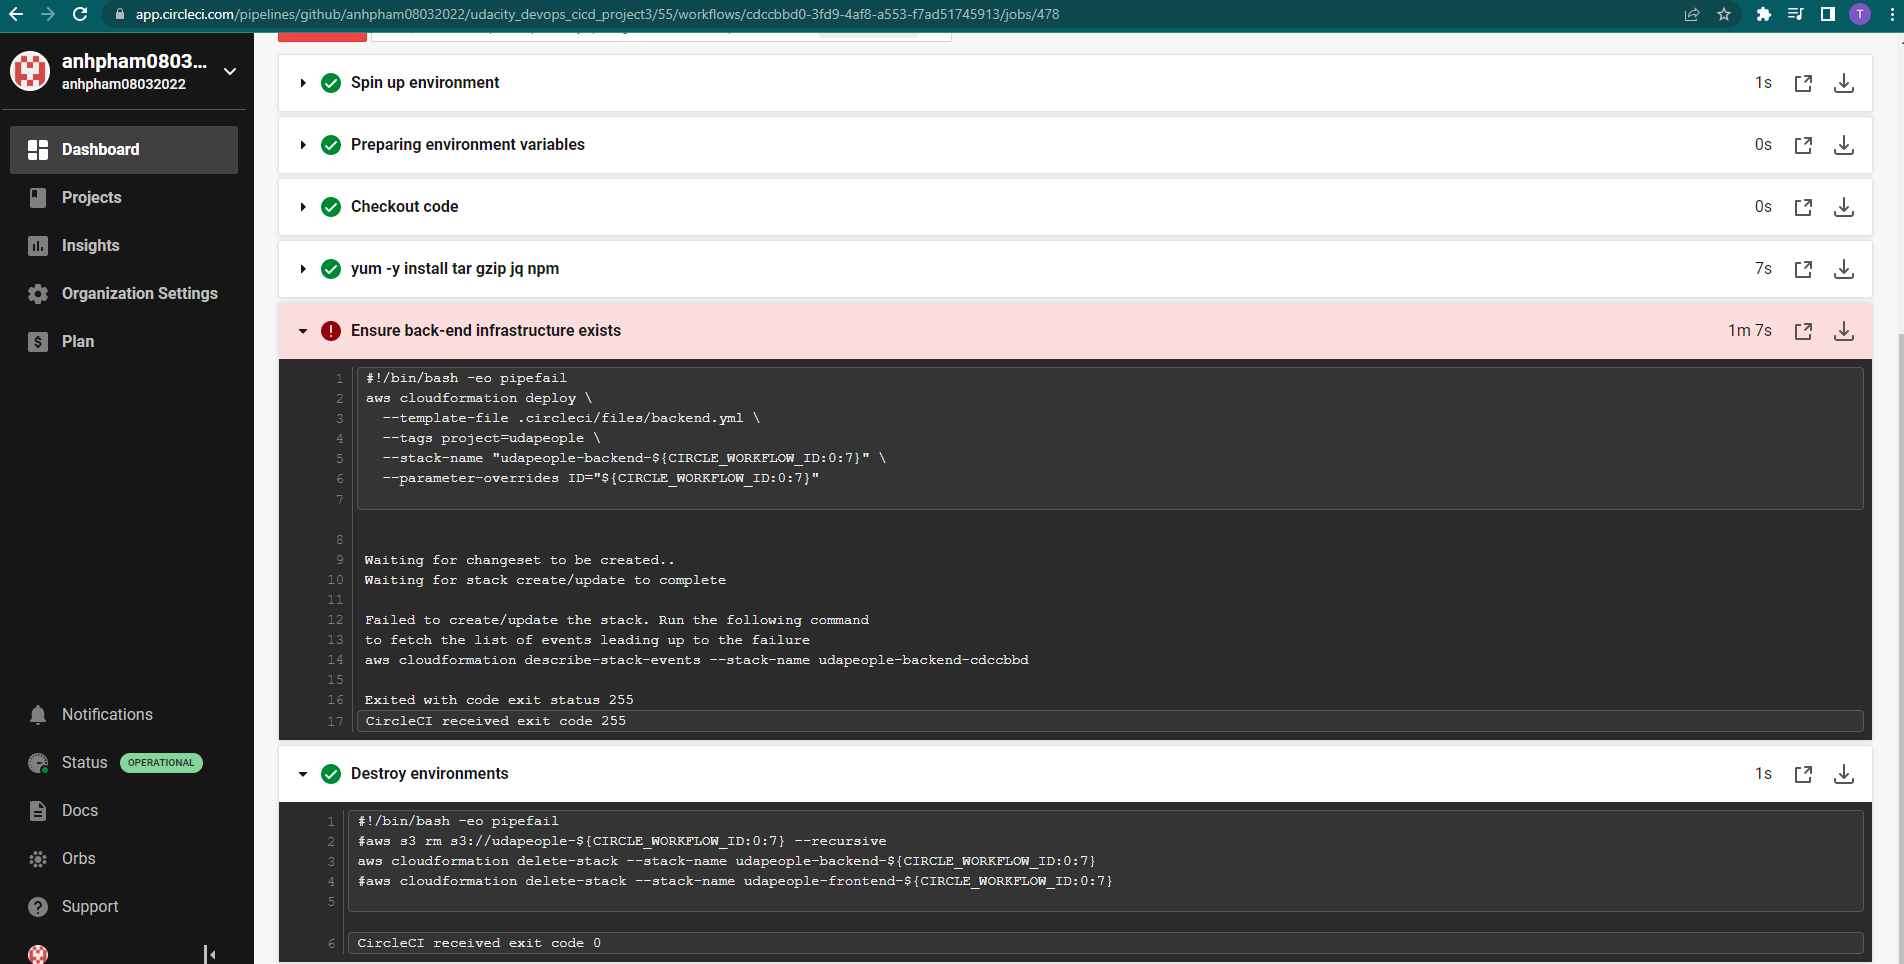 app.circleci.com/pipelines/github/anhpham08032022/udacity_devops_cicd_project3/55/workflows/cdccbbd0-3fd9-4af8-a553-f7ad51745913/jobs/478
T
anhpham0803...
anhpham08032022
Dashboard
Projects
Insights
Organization Settings
Plan
Notifications
Status OPERATIONAL
Docs
Orbs
Support
Spin up environment 1s
Preparing environment variables 0s
Checkout code 0s
yum -y install tar gzip jq npm 7s
Ensure back-end infrastructure exists 1m 7s
1 #!/bin/bash -eo pipefail
2 aws cloudformation deploy \
3 --template-file .circleci/files/backend.yml \
4 --tags project=udapeople \
5 --stack-name "udapeople-backend-${CIRCLE_WORKFLOW_ID:0:7}" \
6 --parameter-overrides ID="${CIRCLE_WORKFLOW_ID:0:7}"
7
8
9 Waiting for changeset to be created..
10 Waiting for stack create/update to complete
11
12 Failed to create/update the stack. Run the following command
13 to fetch the list of events leading up to the failure
14 aws cloudformation describe-stack-events --stack-name udapeople-backend-cdccbbd
15
16 Exited with code exit status 255
17 CircleCI received exit code 255
Destroy environments 1s
1 #!/bin/bash -eo pipefail
2 #aws s3 rm s3://udapeople-${CIRCLE_WORKFLOW_ID:0:7} --recursive
3 aws cloudformation delete-stack --stack-name udapeople-backend-${CIRCLE_WORKFLOW_ID:0:7}
4 #aws cloudformation delete-stack --stack-name udapeople-frontend-${CIRCLE_WORKFLOW_ID:0:7}
5
6 CircleCI received exit code 0